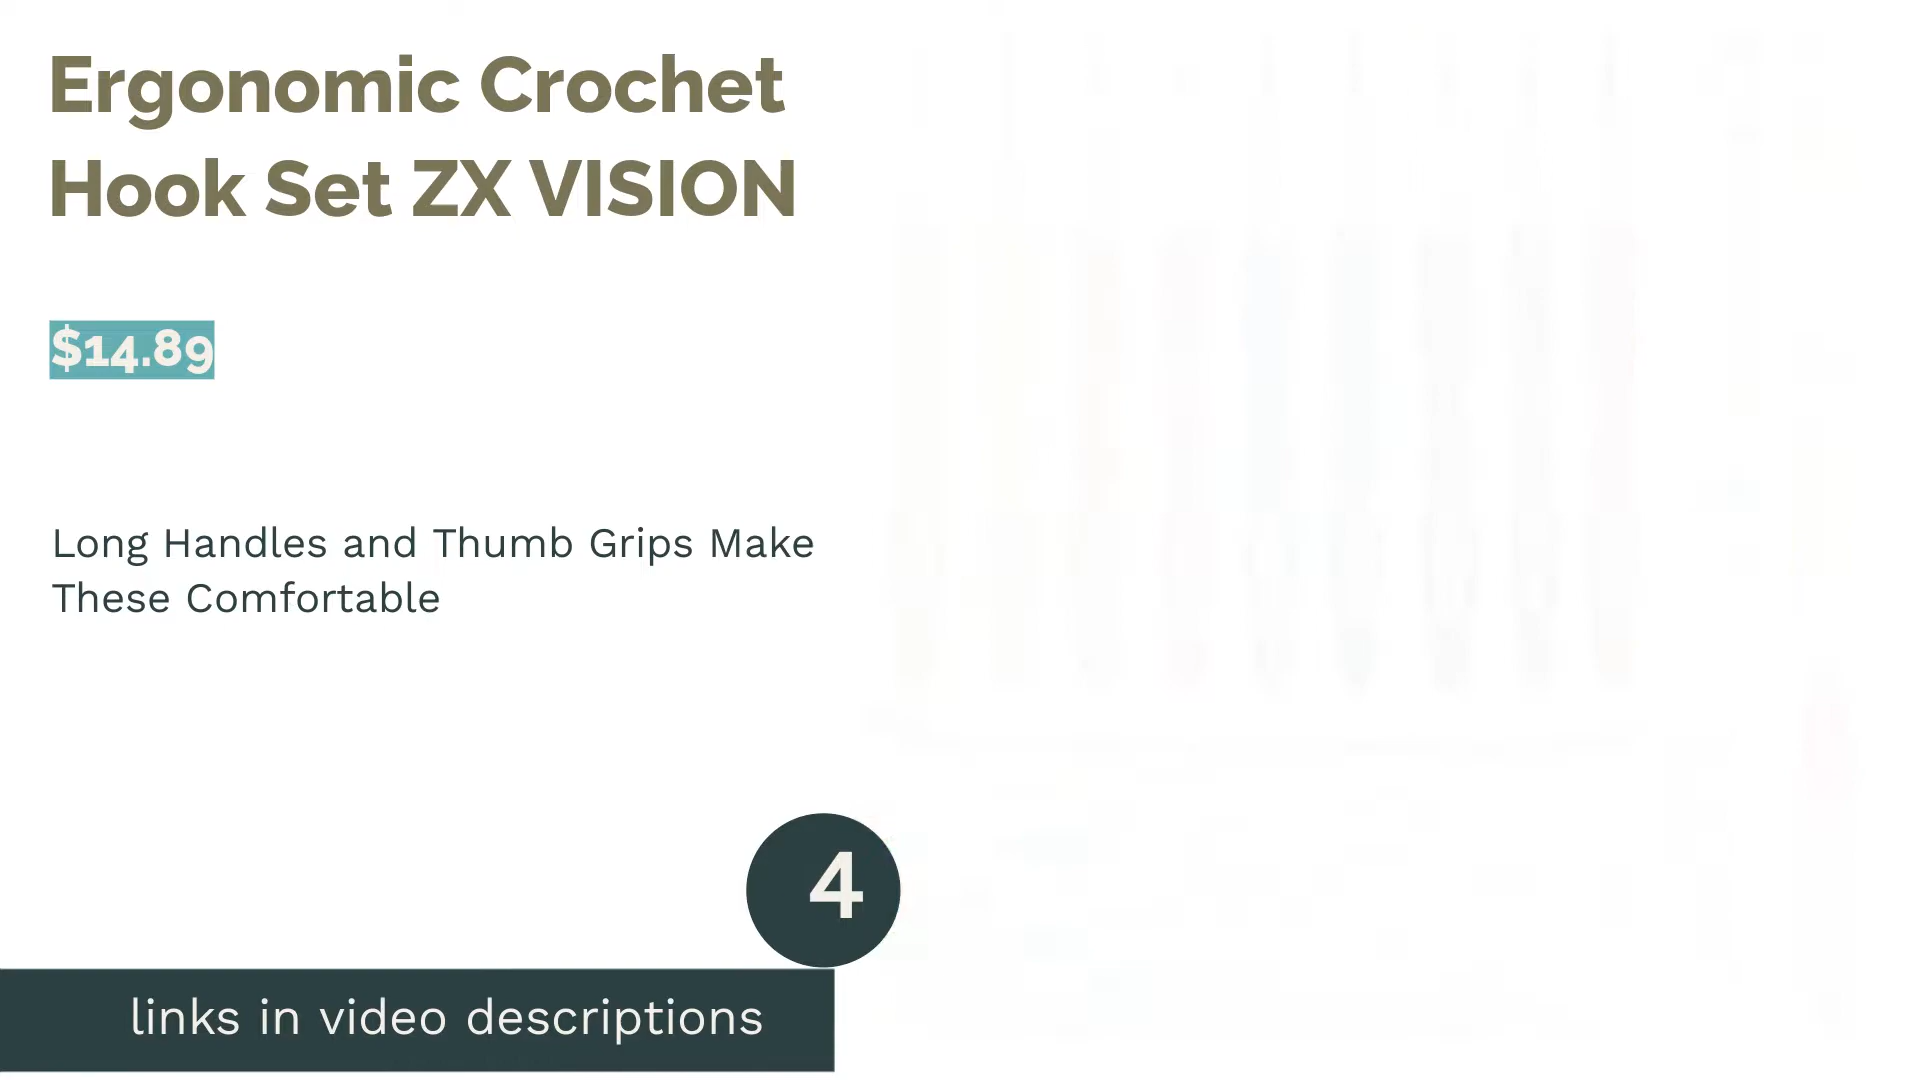 Ergonomic Crochet
Hook Set ZX VISION
$14.89
Long Handles and Thumb Grips Make
These Comfortable
4
links in video descriptions